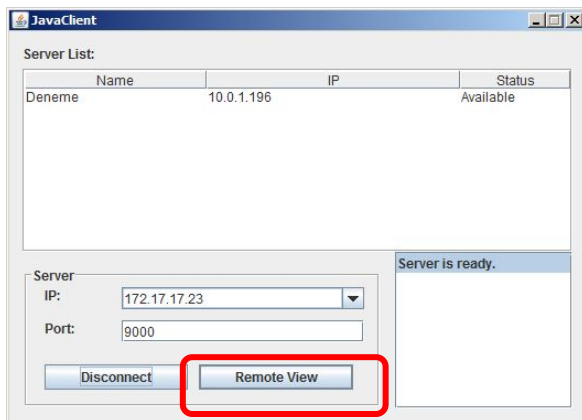 JavaClient
Server List:
Name IP Status
Deneme 10.0.1.196 Available
Server is ready.
Server
IP: 172.17.17.23
Port: 9000
Disconnect Remote View